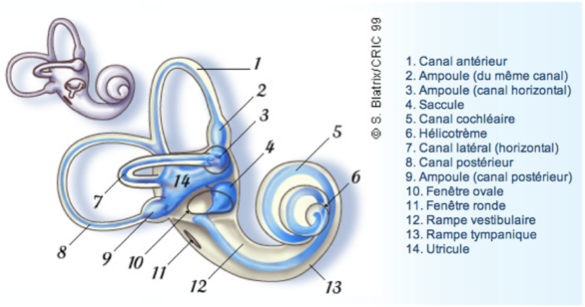 1
2
3
4
5
6
7
14
8
9
10
11
12
13
© S. Blatrix/CRIC 99
1. Canal antérieur
2. Ampoule (du même canal)
3. Ampoule (canal horizontal)
4. Saccule
5. Canal cochléaire
6. Hélicotrème
7. Canal latéral (horizontal)
8. Canal postérieur
9. Ampoule (canal postérieur)
10. Fenêtre ovale
11. Fenêtre ronde
12. Rampe vestibulaire
13. Rampe tympanique
14. Utricule